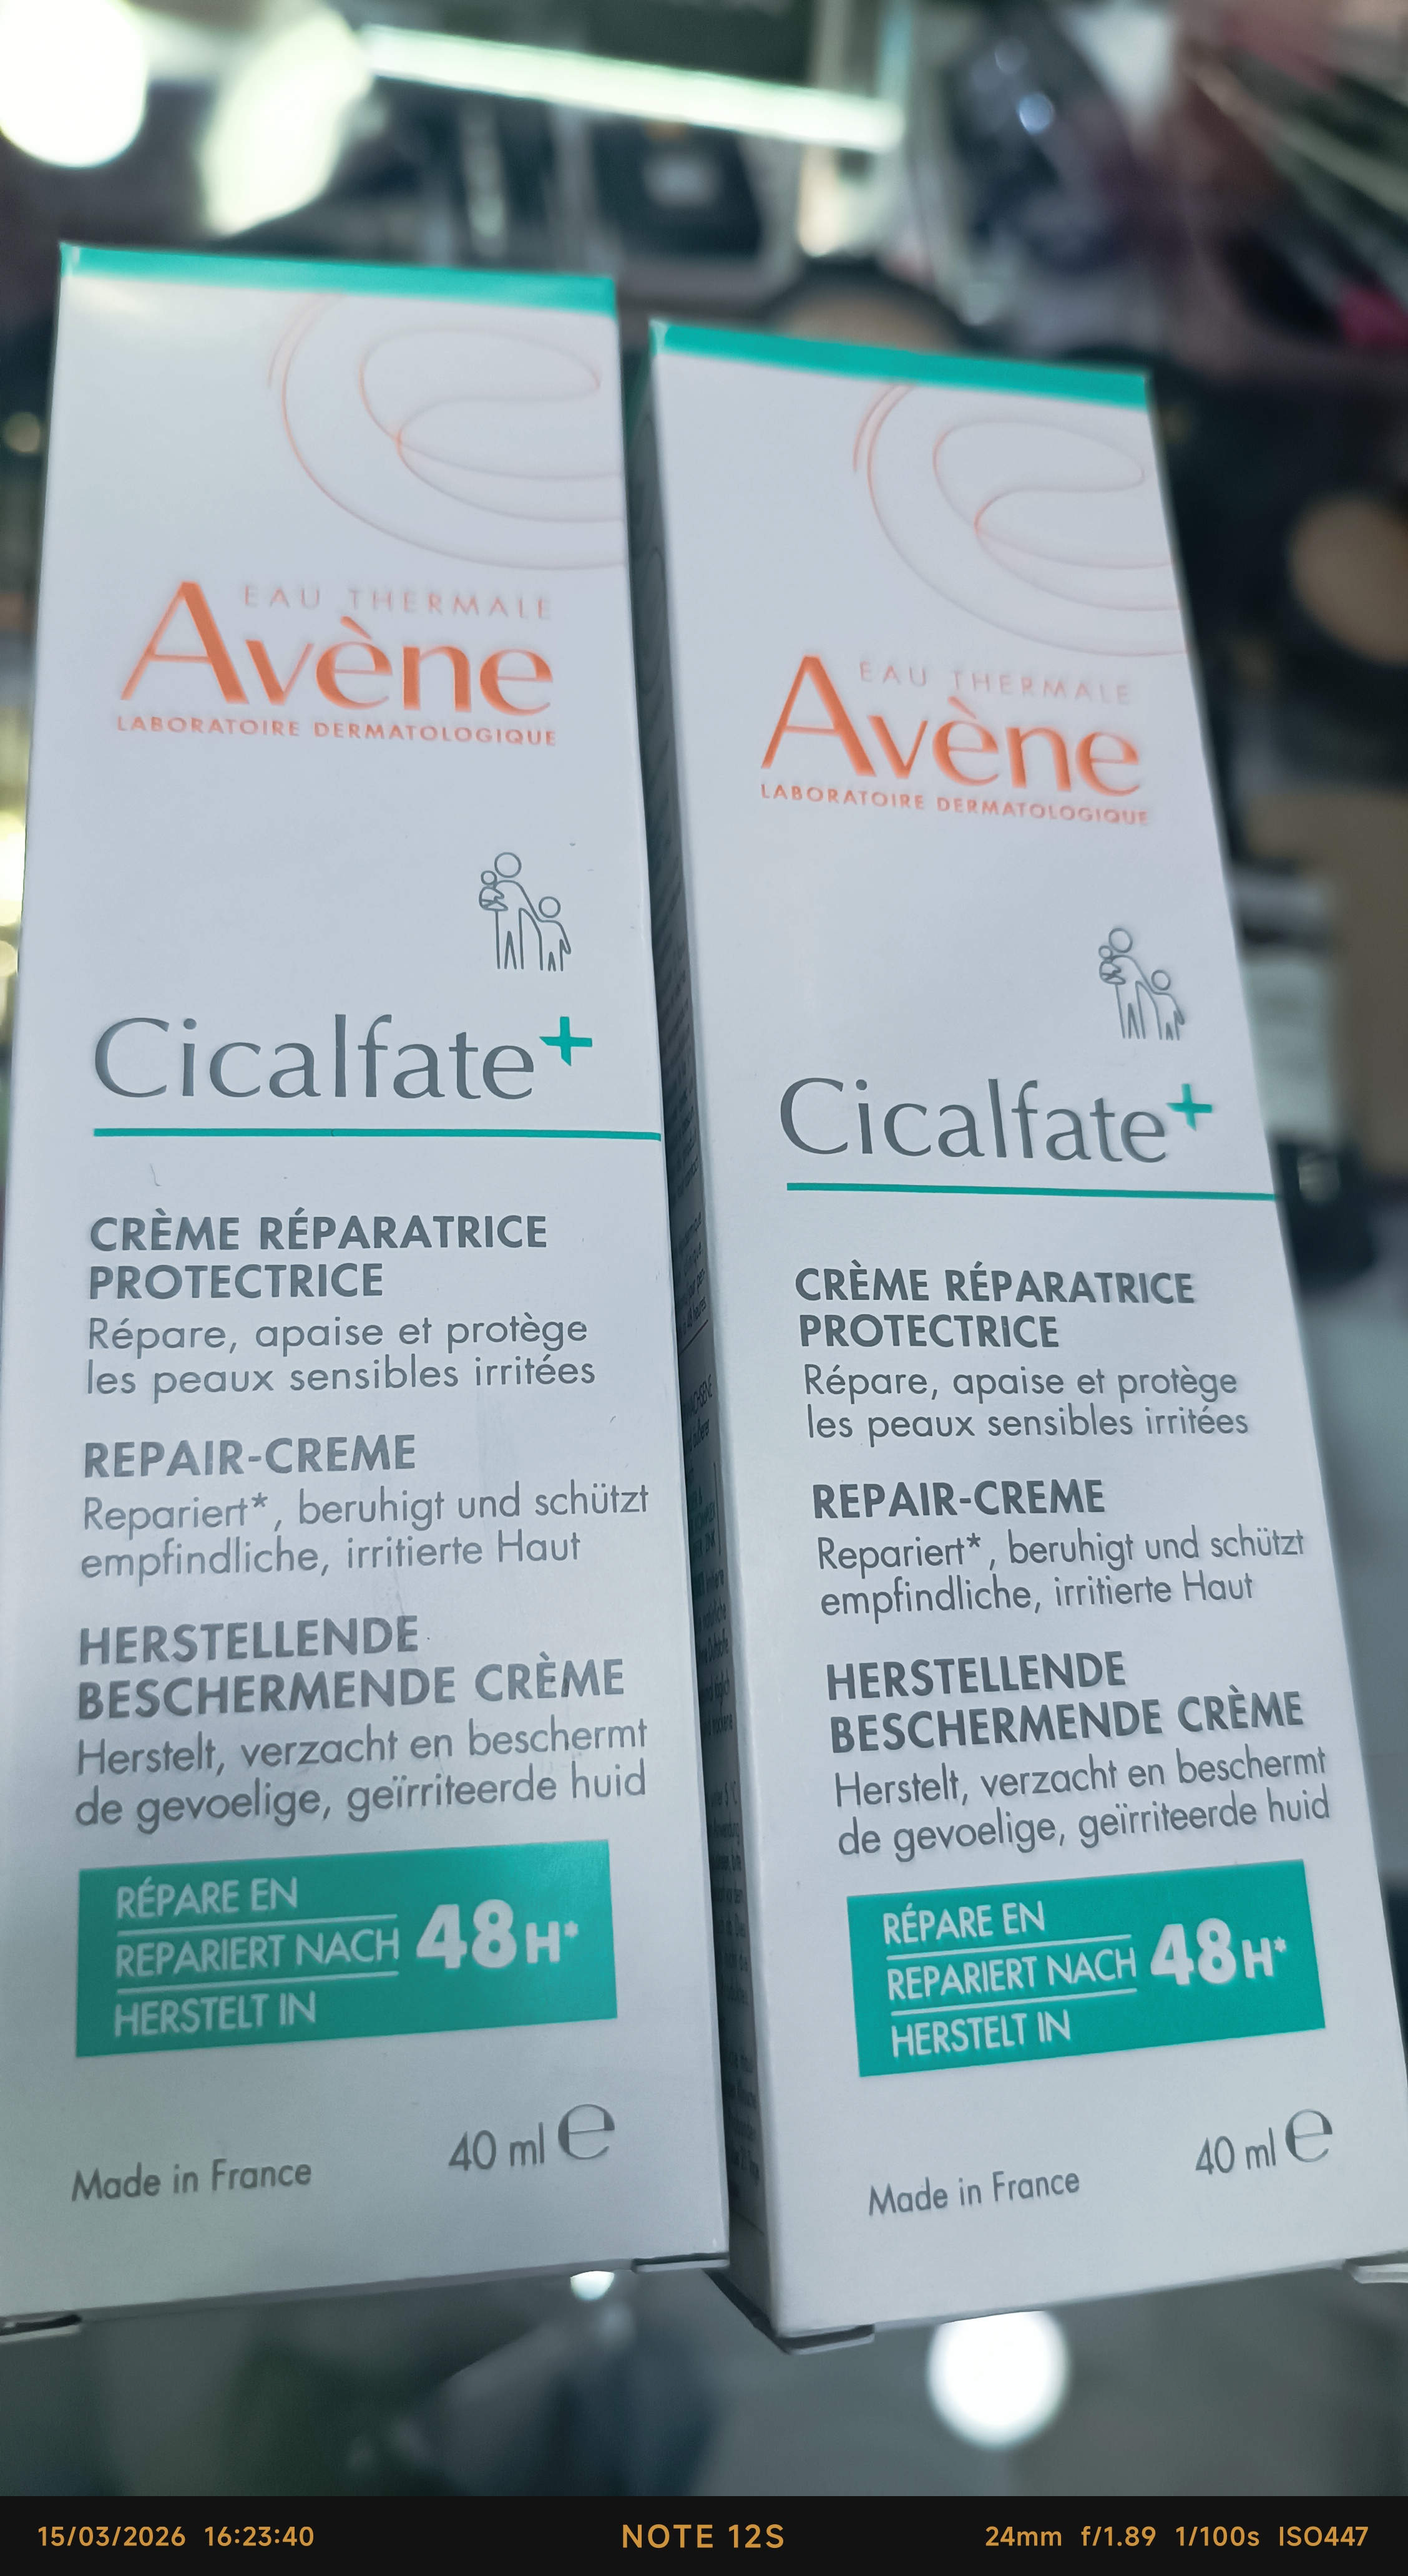 EAU THERMALE
Avène
LABORATOIRE DERMATOLOGIQUE
Cicalfate+
CRÈME RÉPARATRICE
PROTECTRICE
Répare, apaise et protège
les peaux sensibles irritées
REPAIR-CREME
Repariert*, beruhigt und schützt
empfindliche, irritierte Haut
HERSTELLENDE
BESCHERMENDE CRÈME
Herstelt, verzacht en beschermt
de gevoelige, geïrriteerde huid
RÉPARE EN
REPARIERT NACH 48H*
HERSTELT IN
40 ml e
Made in France
EAU THERMALE
Avène
LABORATOIRE DERMATOLOGIQUE
Cicalfate+
CRÈME RÉPARATRICE
PROTECTRICE
Répare, apaise et protège
les peaux sensibles irritées
REPAIR-CREME
Repariert*, beruhigt und schützt
empfindliche, irritierte Haut
HERSTELLENDE
BESCHERMENDE CRÈME
Herstelt, verzacht en beschermt
de gevoelige, geïrriteerde huid
RÉPARE EN
REPARIERT NACH 48H*
HERSTELT IN
40 ml e
Made in France
15/03/2026 16:23:40 NOTE 12S 24mm f/1.89 1/100s ISO447